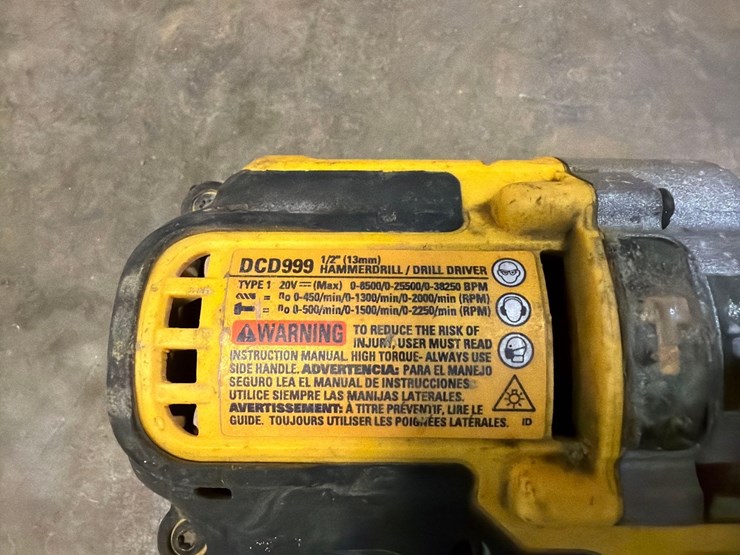 DCD999 1/2" (13mm) HAMMERDRILL / DRILL DRIVER
TYPE 1 20V ⎓ (Max) 0-8500/0-25500/0-38250 BPM
= n₀ 0-450/min/0-1300/min/0-2000/min (RPM)
= n₀ 0-500/min/0-1500/min/0-2250/min (RPM)
⚠WARNING TO REDUCE THE RISK OF
INJURY, USER MUST READ
INSTRUCTION MANUAL. HIGH TORQUE- ALWAYS USE
SIDE HANDLE. ADVERTENCIA: PARA EL MANEJO
SEGURO LEA EL MANUAL DE INSTRUCCIONES.
UTILICE SIEMPRE LAS MANIJAS LATERALES.
AVERTISSEMENT: À TITRE PRÉVENTIF, LIRE LE
GUIDE. TOUJOURS UTILISER LES POIGNÉES LATÉRALES. ID